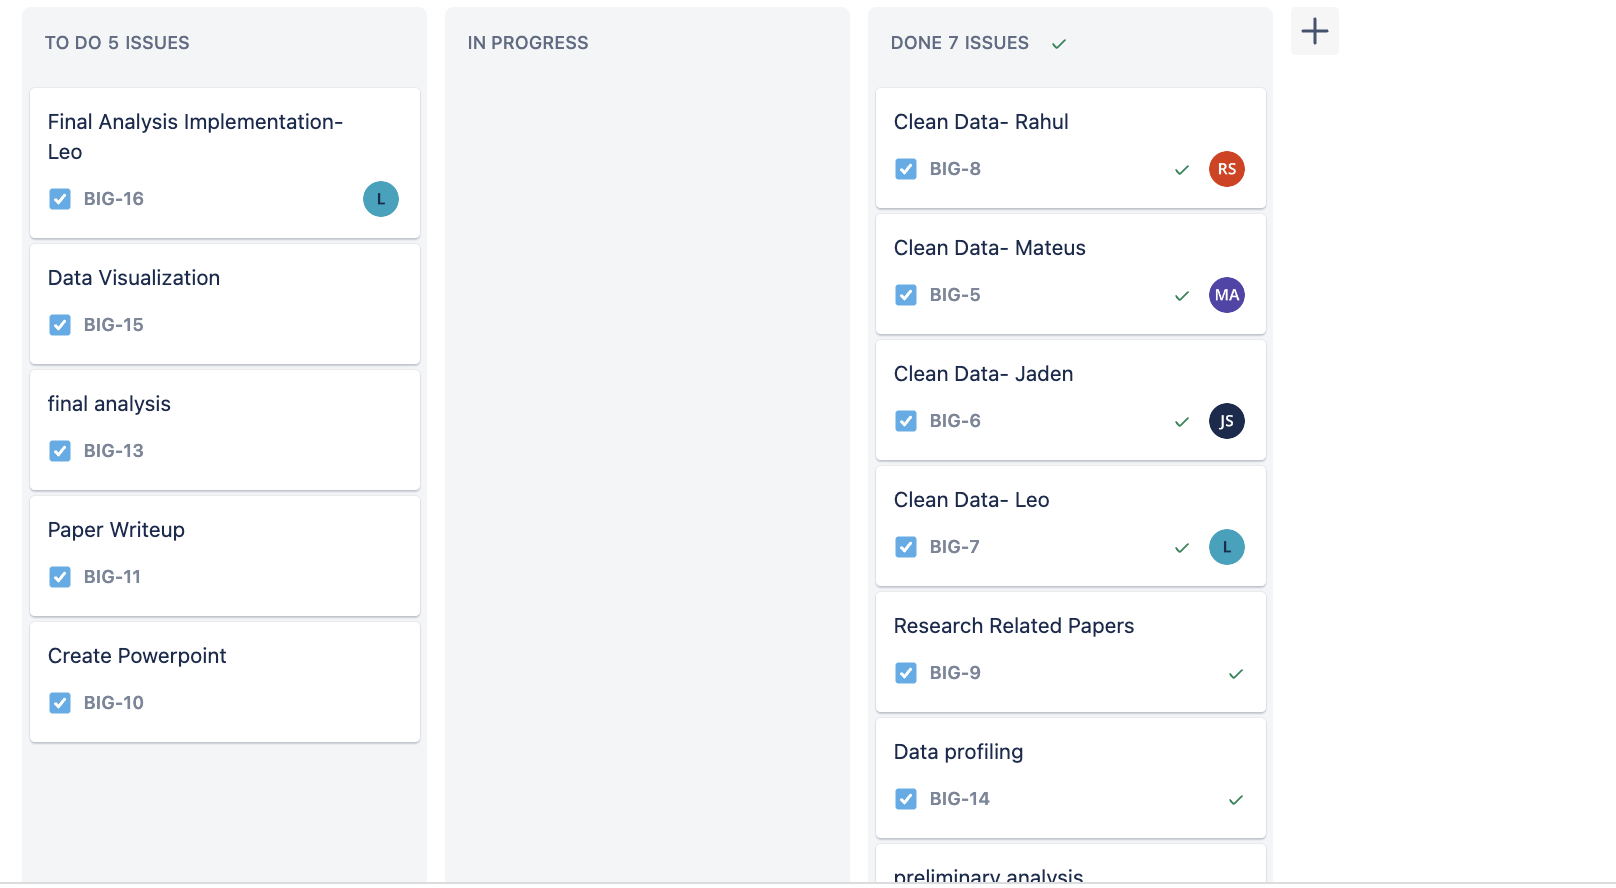 TO DO 5 ISSUES
Final Analysis Implementation-
Leo
BIG-16
L
Data Visualization
BIG-15
final analysis
BIG-13
Paper Writeup
BIG-11
Create Powerpoint
BIG-10
IN PROGRESS
DONE 7 ISSUES
Clean Data- Rahul
BIG-8
RS
Clean Data- Mateus
BIG-5
MA
Clean Data- Jaden
BIG-6
JS
Clean Data- Leo
BIG-7
L
Research Related Papers
BIG-9
Data profiling
BIG-14
preliminary analysis